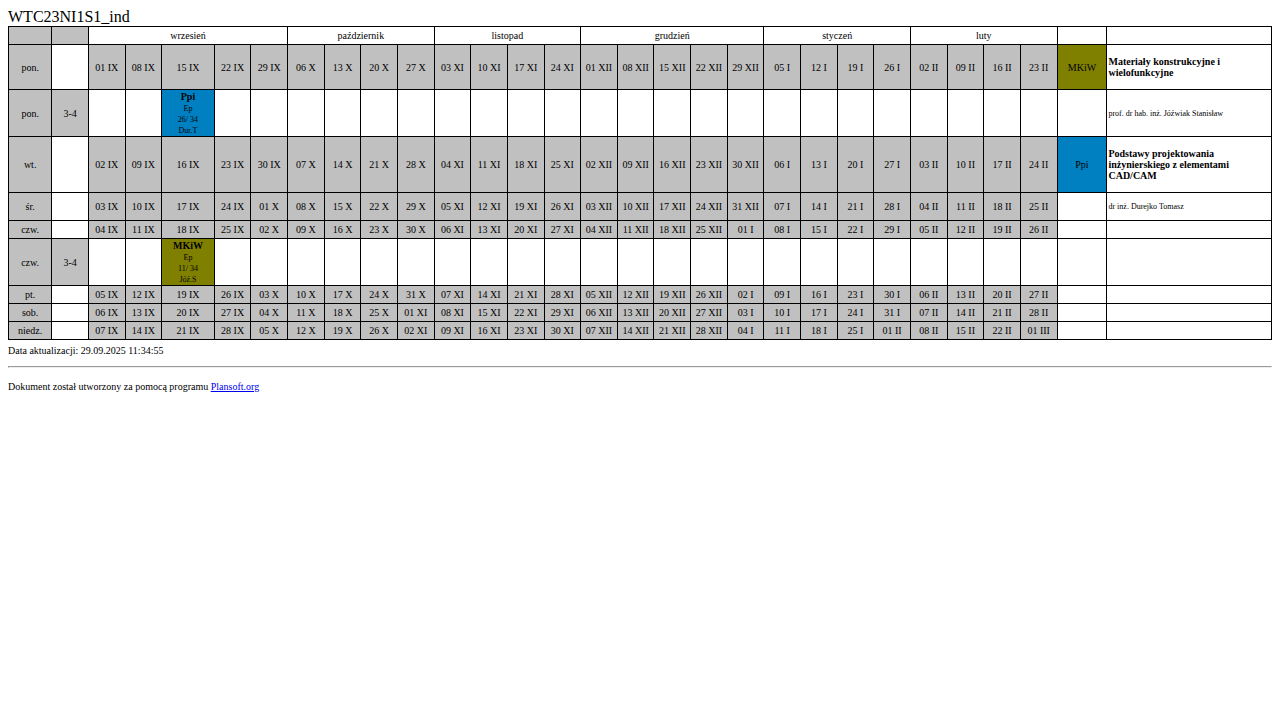 WTC23NI1S1_ind
wrzesień październik listopad grudzień styczeń luty
pon. 01 IX 08 IX 15 IX 22 IX 29 IX 06 X 13 X 20 X 27 X 03 XI 10 XI 17 XI 24 XI 01 XII 08 XII 15 XII 22 XII 29 XII 05 I 12 I 19 I 26 I 02 II 09 II 16 II 23 II MKiW Materiały konstrukcyjne i
wielofunkcyjne
pon. 3-4 Ppi prof. dr hab. inż. Jóźwiak Stanisław
Ep
26/ 34
Dur.T
wt. 02 IX 09 IX 16 IX 23 IX 30 IX 07 X 14 X 21 X 28 X 04 XI 11 XI 18 XI 25 XI 02 XII 09 XII 16 XII 23 XII 30 XII 06 I 13 I 20 I 27 I 03 II 10 II 17 II 24 II Ppi Podstawy projektowania
inżynierskiego z elementami
CAD/CAM
śr. 03 IX 10 IX 17 IX 24 IX 01 X 08 X 15 X 22 X 29 X 05 XI 12 XI 19 XI 26 XI 03 XII 10 XII 17 XII 24 XII 31 XII 07 I 14 I 21 I 28 I 04 II 11 II 18 II 25 II dr inż. Durejko Tomasz
czw. 04 IX 11 IX 18 IX 25 IX 02 X 09 X 16 X 23 X 30 X 06 XI 13 XI 20 XI 27 XI 04 XII 11 XII 18 XII 25 XII 01 I 08 I 15 I 22 I 29 I 05 II 12 II 19 II 26 II
czw. 3-4 MKiW
Ep
11/ 34
Jóź.S
pt. 05 IX 12 IX 19 IX 26 IX 03 X 10 X 17 X 24 X 31 X 07 XI 14 XI 21 XI 28 XI 05 XII 12 XII 19 XII 26 XII 02 I 09 I 16 I 23 I 30 I 06 II 13 II 20 II 27 II
sob. 06 IX 13 IX 20 IX 27 IX 04 X 11 X 18 X 25 X 01 XI 08 XI 15 XI 22 XI 29 XI 06 XII 13 XII 20 XII 27 XII 03 I 10 I 17 I 24 I 31 I 07 II 14 II 21 II 28 II
niedz. 07 IX 14 IX 21 IX 28 IX 05 X 12 X 19 X 26 X 02 XI 09 XI 16 XI 23 XI 30 XI 07 XII 14 XII 21 XII 28 XII 04 I 11 I 18 I 25 I 01 II 08 II 15 II 22 II 01 III
Data aktualizacji: 29.09.2025 11:34:55
Dokument został utworzony za pomocą programu Plansoft.org